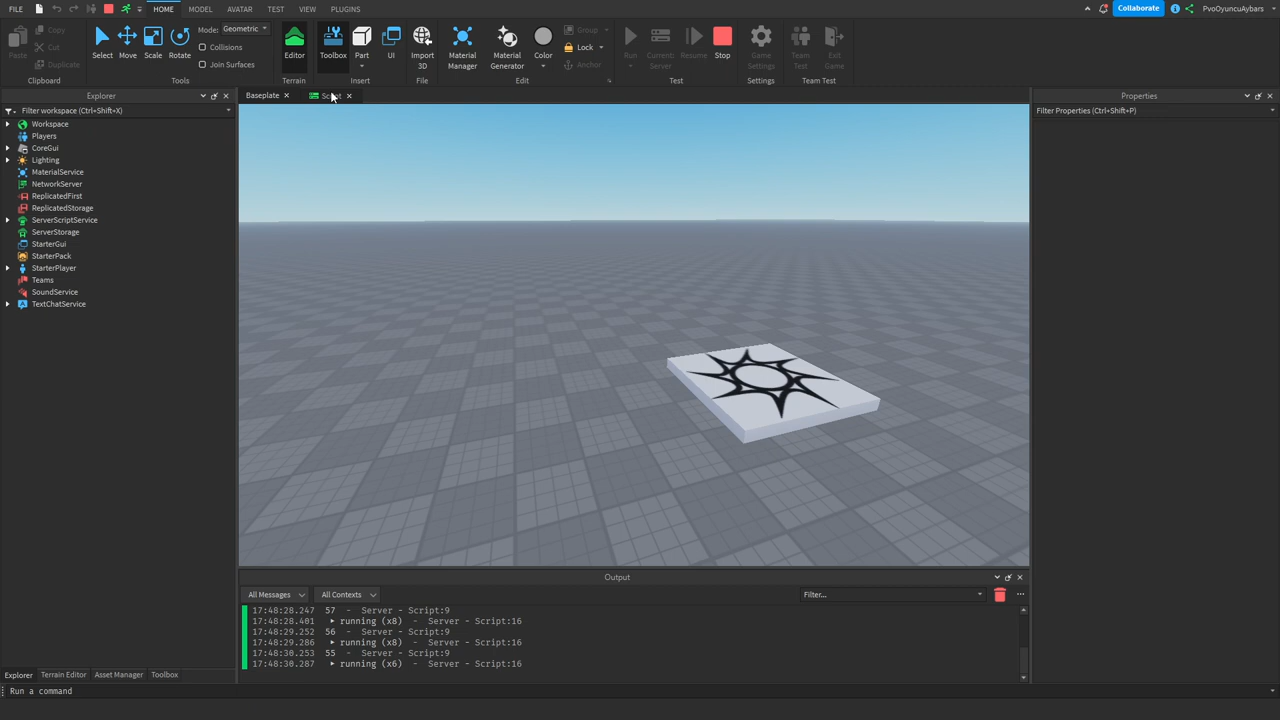 FILE HOME MODEL AVATAR TEST VIEW PLUGINS Collaborate PvoOyuncuAybars
Paste Copy Cut Duplicate Clipboard
Select Move Scale Rotate Mode: Geometric Collisions Join Surfaces Tools
Editor Terrain
Toolbox Part UI Insert
Import 3D File
Material Manager Material Generator Color Group Lock Anchor Edit
Run Current: Server Resume Stop Test
Game Settings Settings
Team Test Exit Game Team Test
Explorer
Filter workspace (Ctrl+Shift+X)
Workspace
Players
CoreGui
Lighting
MaterialService
NetworkServer
ReplicatedFirst
ReplicatedStorage
ServerScriptService
ServerStorage
StarterGui
StarterPack
StarterPlayer
Teams
SoundService
TextChatService
Baseplate
Properties
Filter Properties (Ctrl+Shift+P)
Output
All Messages All Contexts Filter...
17:48:28.247 57 - Server - Script:9
17:48:28.401 running (x8) - Server - Script:16
17:48:29.252 56 - Server - Script:9
17:48:29.286 running (x8) - Server - Script:16
17:48:30.253 55 - Server - Script:9
17:48:30.287 running (x6) - Server - Script:16
Explorer Terrain Editor Asset Manager Toolbox
Run a command